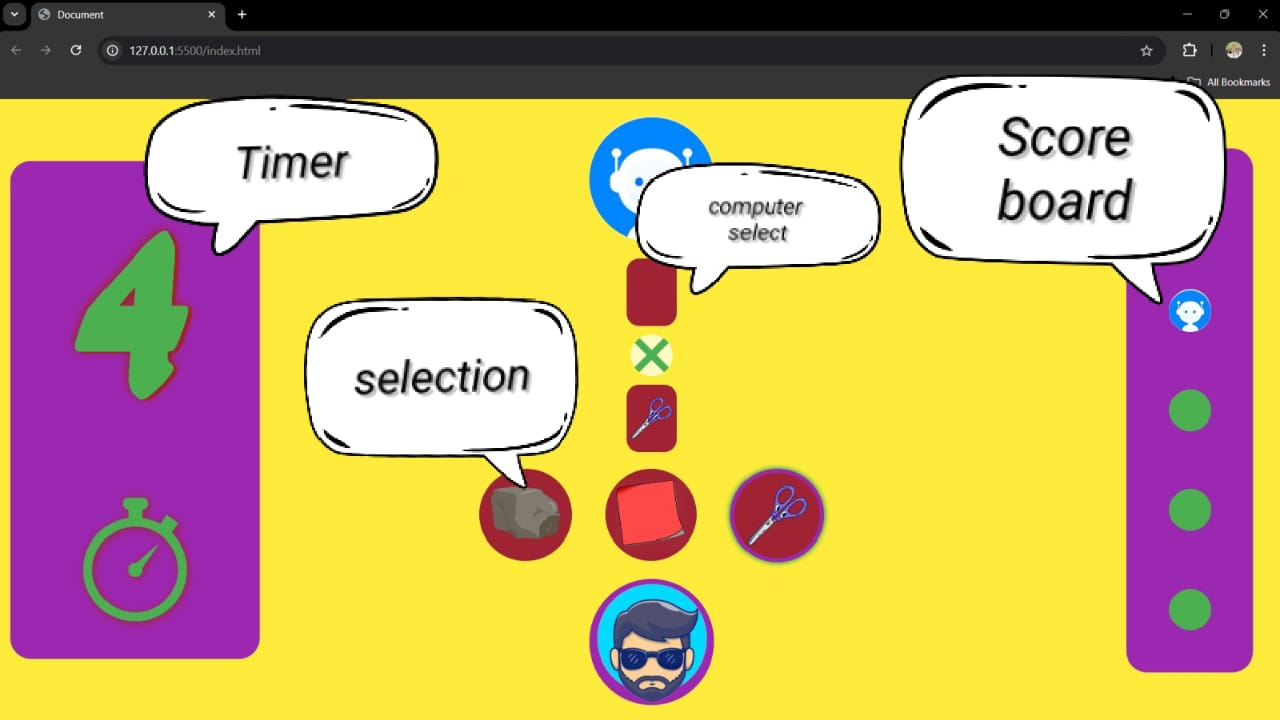 Document
127.0.0.1:5500/index.html
All Bookmarks
Timer
Score
board
computer
select
4
selection